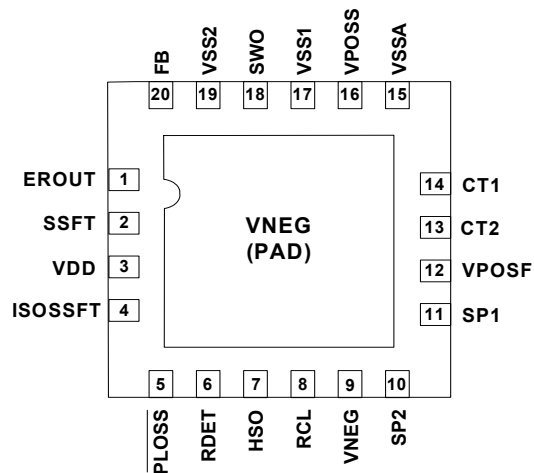 FB
VSS2
SWO
VSS1
VPOSS
VSSA
20
19
18
17
16
15
EROUT 1
SSFT 2
VDD 3
ISOSSFT 4
VNEG
(PAD)
14 CT1
13 CT2
12 VPOSF
11 SP1
5
6
7
8
9
10
PLOSS
RDET
HSO
RCL
VNEG
SP2